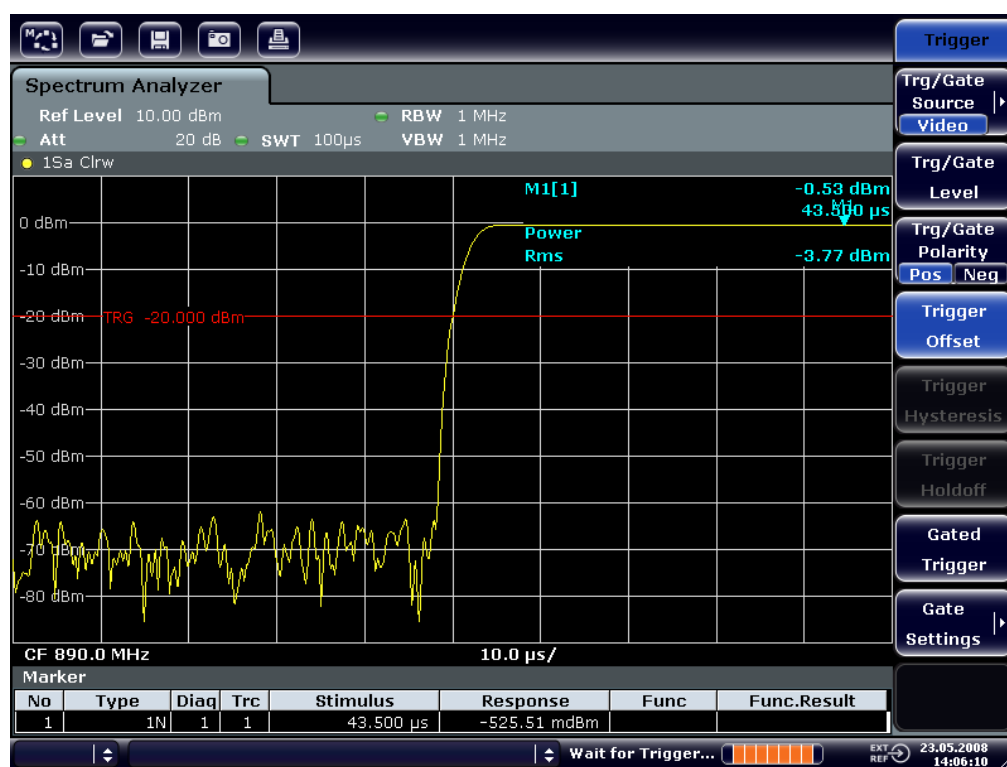 Trigger
Spectrum Analyzer
Ref Level 10.00 dBm RBW 1 MHz
Att 20 dB SWT 100µs VBW 1 MHz
1Sa Clrw
M1[1] -0.53 dBm
43.500 µs
M1
Power
Rms -3.77 dBm
0 dBm
-10 dBm
-20 dBm TRG -20.000 dBm
-30 dBm
-40 dBm
-50 dBm
-60 dBm
-70 dBm
-80 dBm
CF 890.0 MHz 10.0 µs/
Marker
No Type Diaq Trc Stimulus Response Func Func.Result
1 1N 1 1 43.500 µs -525.51 mdBm
Wait for Trigger... EXT REF 23.05.2008
14:06:10
Trg/Gate
Source
Video
Trg/Gate
Level
Trg/Gate
Polarity
Pos Neg
Trigger
Offset
Trigger
Hysteresis
Trigger
Holdoff
Gated
Trigger
Gate
Settings